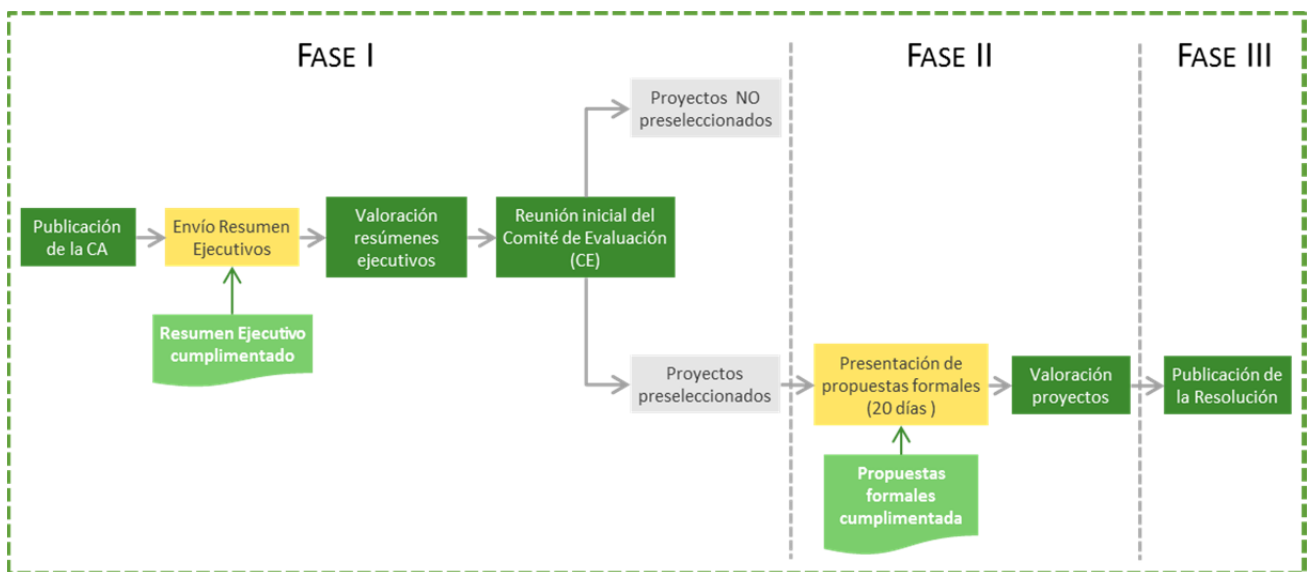 FASE I
FASE II
FASE III
Proyectos NO
preseleccionados
Publicación
de la CA
Envío Resumen
Ejecutivos
Valoración
resúmenes
ejecutivos
Reunión inicial del
Comité de Evaluación
(CE)
Resumen Ejecutivo
cumplimentado
Proyectos
preseleccionados
Presentación de
propuestas formales
(20 días )
Valoración
proyectos
Publicación de
la Resolución
Propuestas
formales
cumplimentada